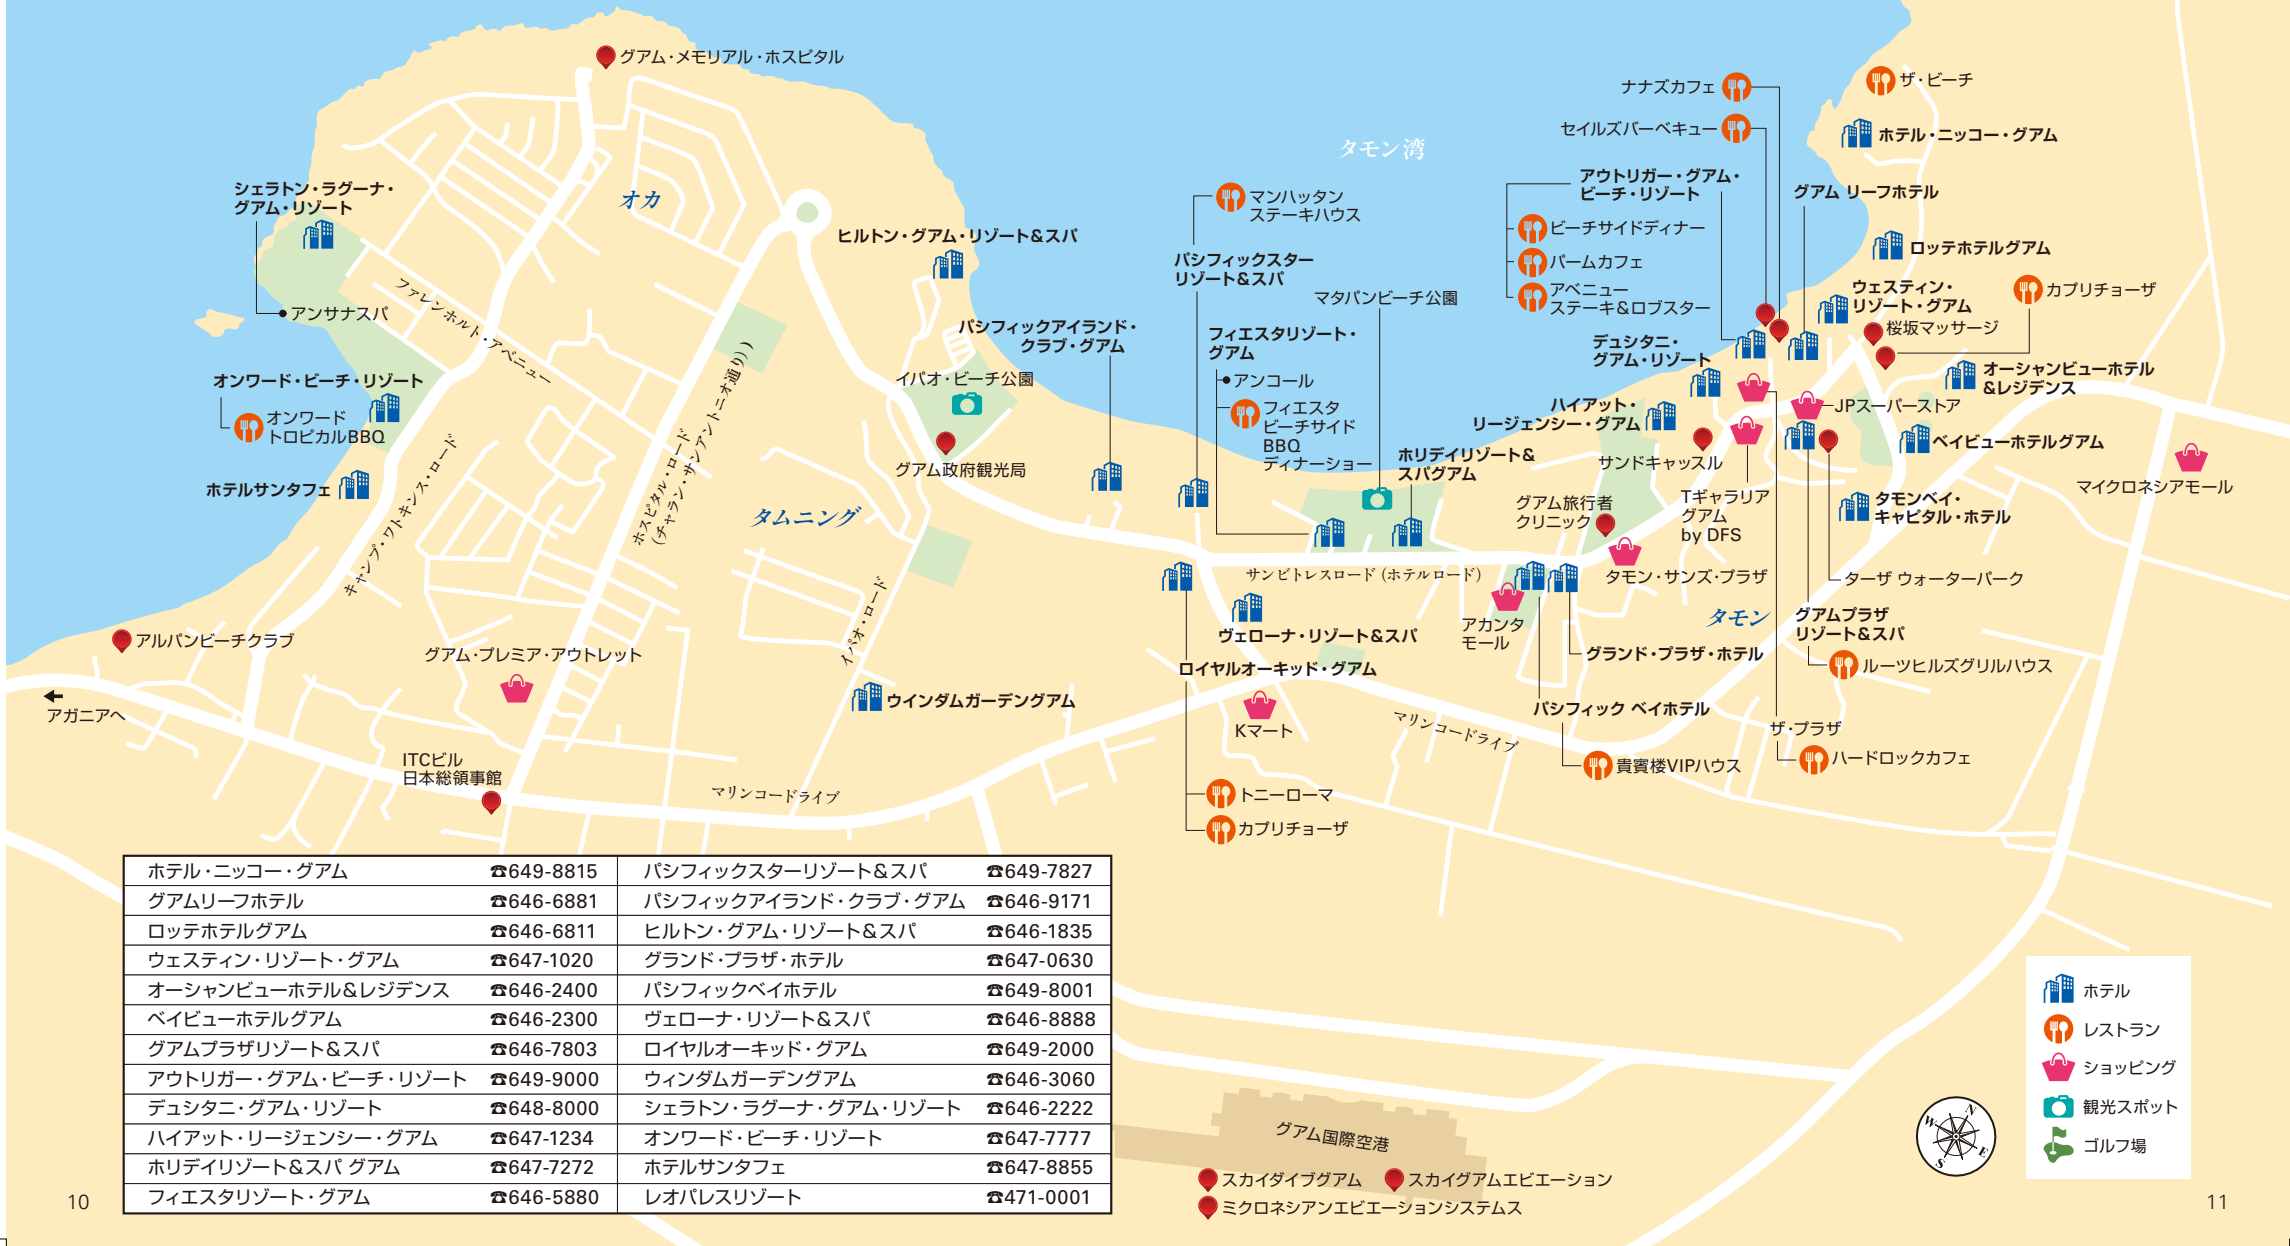 グアム・メモリアル・ホスピタル
シェラトン・ラグーナ・
グアム・リゾート
アンサナスパ
オカ
ファレンホルト・アベニュー
オンワード・ビーチ・リゾート
オンワード
トロピカルBBQ
ホテルサンタフェ
キャンプ・ワトキンス・ロード
ホスピタル・ロード
(チャラン・サンアントニオ通り))
アルパンビーチクラブ
アガニアへ
グアム・プレミア・アウトレット
ITCビル
日本総領事館
マリンコードライブ
ヒルトン・グアム・リゾート&スパ
パシフィックアイランド・
クラブ・グアム
イパオ・ビーチ公園
グアム政府観光局
タムニング
イパオ・ロード
ウインダムガーデングアム
タモン湾
マンハッタン
ステーキハウス
パシフィックスター
リゾート&スパ
マタパンビーチ公園
フィエスタリゾート・
グアム
アンコール
フィエスタ
ビーチサイド
BBQ
ディナーショー
ホリデイリゾート&
スパグアム
サンビトレスロード (ホテルロード)
ヴェローナ・リゾート&スパ
ロイヤルオーキッド・グアム
Kマート
トニーローマ
カプリチョーザ
マリンコードライブ
ナナズカフェ
セイルズバーベキュー
アウトリガー・グアム・
ビーチ・リゾート
ビーチサイドディナー
パームカフェ
アベニュー
ステーキ&ロブスター
デュシタニ・
グアム・リゾート
ハイアット・
リージェンシー・グアム
サンドキャッスル
グアム旅行者
クリニック
Tギャラリア
グアム
by DFS
タモン・サンズ・プラザ
アカンタ
モール
グランド・プラザ・ホテル
パシフィック ベイホテル
貴賓楼VIPハウス
タモン
ザ・ビーチ
ホテル・ニッコー・グアム
グアム リーフホテル
ロッテホテルグアム
ウェスティン・
リゾート・グアム
カプリチョーザ
桜坂マッサージ
オーシャンビューホテル
&レジデンス
JPスーパーストア
ベイビューホテルグアム
マイクロネシアモール
タモンベイ・
キャピタル・ホテル
ターザ ウォーターパーク
グアムプラザ
リゾート&スパ
ルーツヒルズグリルハウス
ザ・プラザ
ハードロックカフェ
ホテル・ニッコー・グアム ☎649-8815 パシフィックスターリゾート&スパ ☎649-7827
グアムリーフホテル ☎646-6881 パシフィックアイランド・クラブ・グアム ☎646-9171
ロッテホテルグアム ☎646-6811 ヒルトン・グアム・リゾート&スパ ☎646-1835
ウェスティン・リゾート・グアム ☎647-1020 グランド・プラザ・ホテル ☎647-0630
オーシャンビューホテル&レジデンス ☎646-2400 パシフィックベイホテル ☎649-8001
ベイビューホテルグアム ☎646-2300 ヴェローナ・リゾート&スパ ☎646-8888
グアムプラザリゾート&スパ ☎646-7803 ロイヤルオーキッド・グアム ☎649-2000
アウトリガー・グアム・ビーチ・リゾート ☎649-9000 ウィンダムガーデングアム ☎646-3060
デュシタニ・グアム・リゾート ☎648-8000 シェラトン・ラグーナ・グアム・リゾート ☎646-2222
ハイアット・リージェンシー・グアム ☎647-1234 オンワード・ビーチ・リゾート ☎647-7777
ホリデイリゾート&スパ グアム ☎647-7272 ホテルサンタフェ ☎647-8855
フィエスタリゾート・グアム ☎646-5880 レオパレスリゾート ☎471-0001
グアム国際空港
スカイダイブグアム
スカイグアムエビエーション
ミクロネシアンエビエーションシステムス
N
W
E
S
ホテル
レストラン
ショッピング
観光スポット
ゴルフ場
10
11